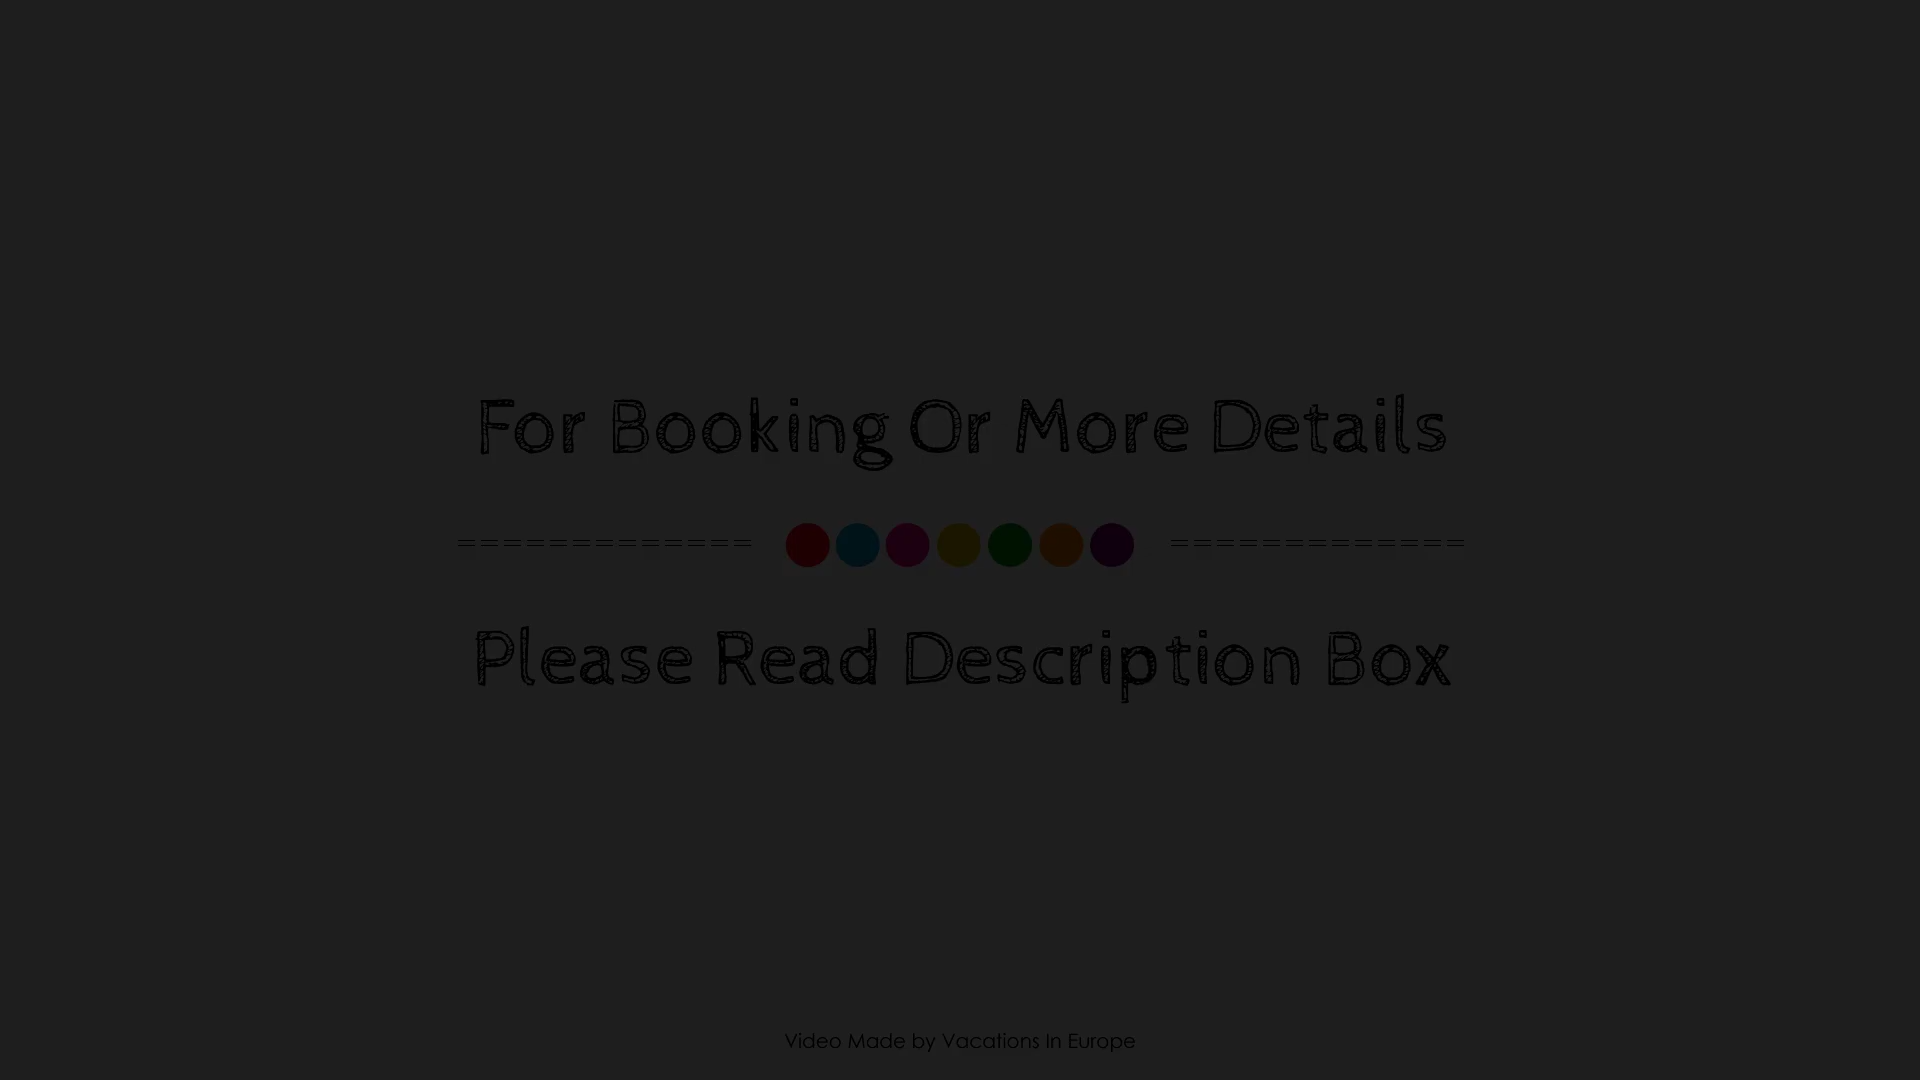 For Booking Or More Details
============= =============
Please Read Description Box
Video Made by Vacations In Europe